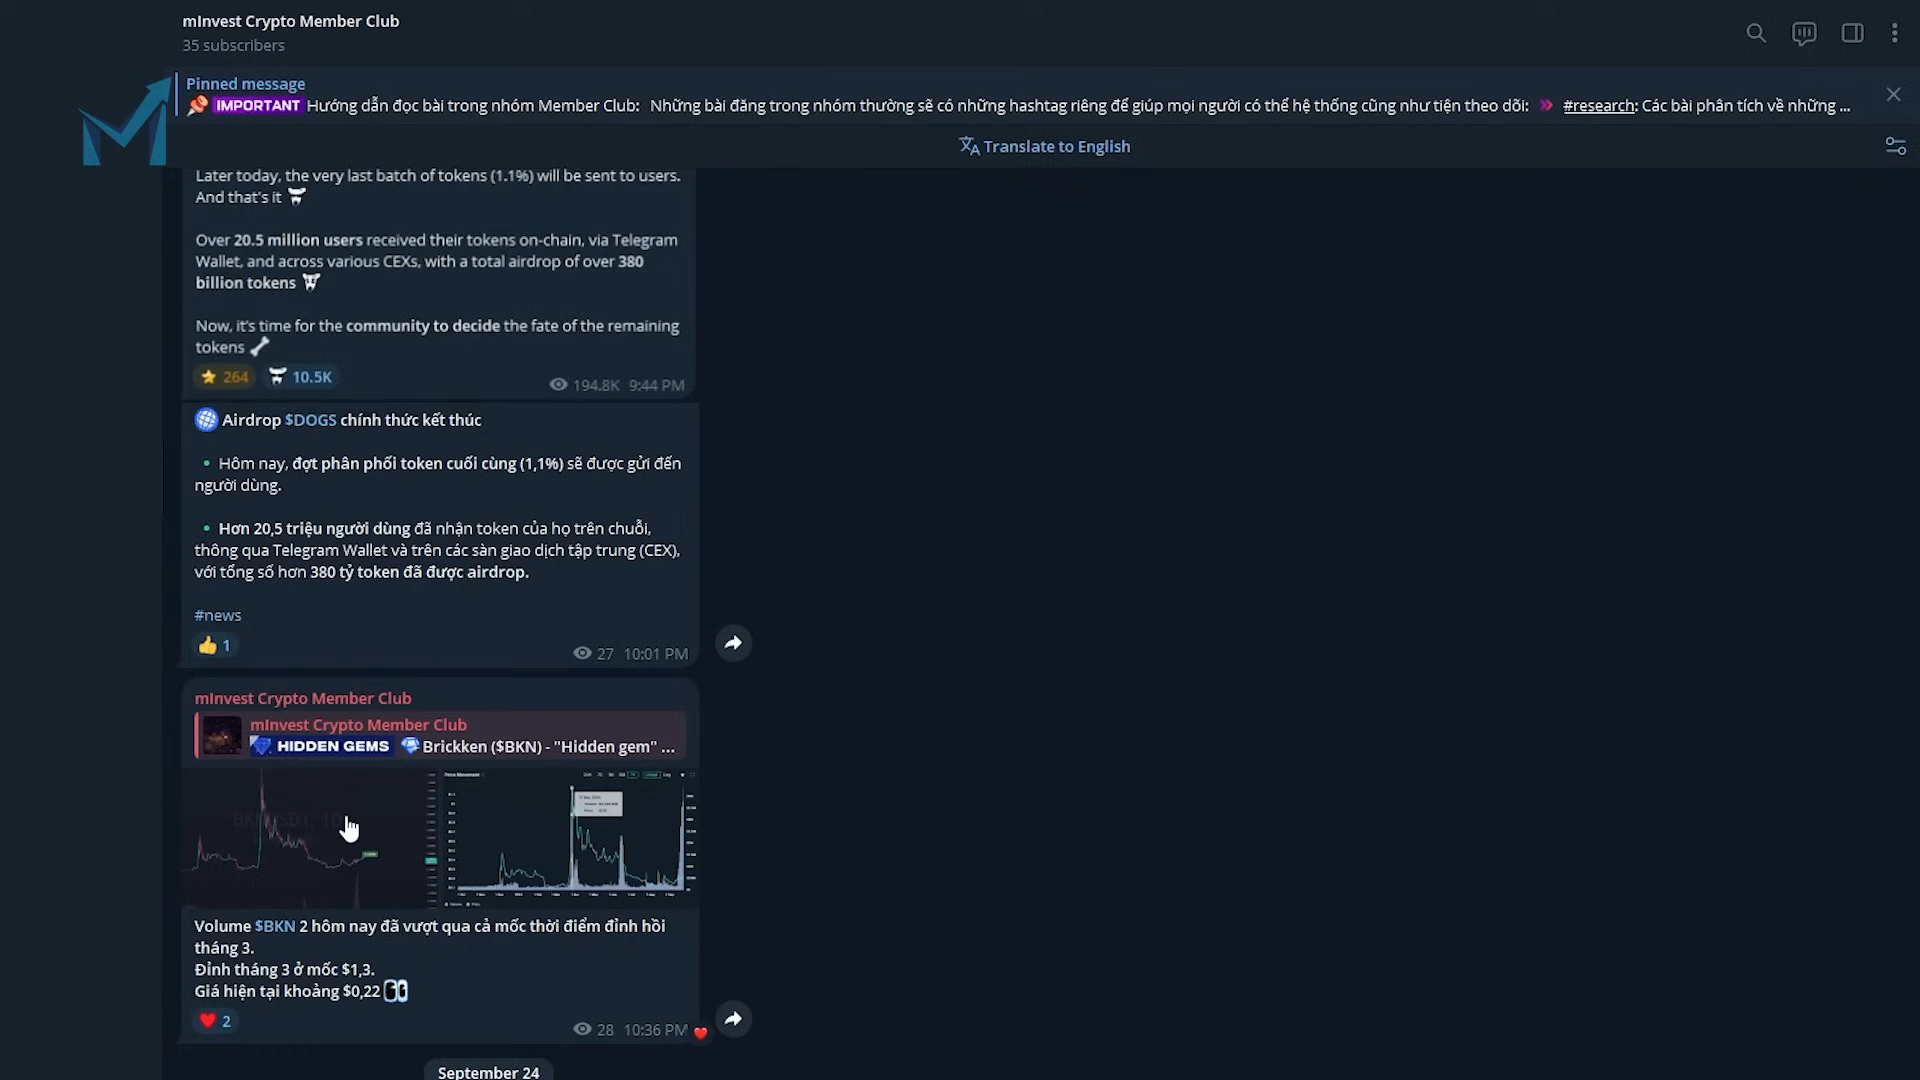 mInvest Crypto Member Club
35 subscribers
Pinned message
IMPORTANT Hướng dẫn đọc bài trong nhóm Member Club: Những bài đăng trong nhóm thường sẽ có những hashtag riêng để giúp mọi người có thể hệ thống cũng như tiện theo dõi: #research: Các bài phân tích về những ...
Translate to English
Later today, the very last batch of tokens (1.1%) will be sent to users.
And that's it
Over 20.5 million users received their tokens on-chain, via Telegram
Wallet, and across various CEXs, with a total airdrop of over 380
billion tokens
Now, it's time for the community to decide the fate of the remaining
tokens
264 10.5K 194.8K 9:44 PM
Airdrop $DOGS chính thức kết thúc
• Hôm nay, đợt phân phối token cuối cùng (1,1%) sẽ được gửi đến
người dùng.
• Hơn 20,5 triệu người dùng đã nhận token của họ trên chuỗi,
thông qua Telegram Wallet và trên các sàn giao dịch tập trung (CEX),
với tổng số hơn 380 tỷ token đã được airdrop.
#news
1 27 10:01 PM
mInvest Crypto Member Club
mInvest Crypto Member Club
HIDDEN GEMS Brickken ($BKN) - "Hidden gem" ...
Volume $BKN 2 hôm nay đã vượt qua cả mốc thời điểm đỉnh hồi
tháng 3.
Đỉnh tháng 3 ở mốc $1,3.
Giá hiện tại khoảng $0,22
2 28 10:36 PM
September 24